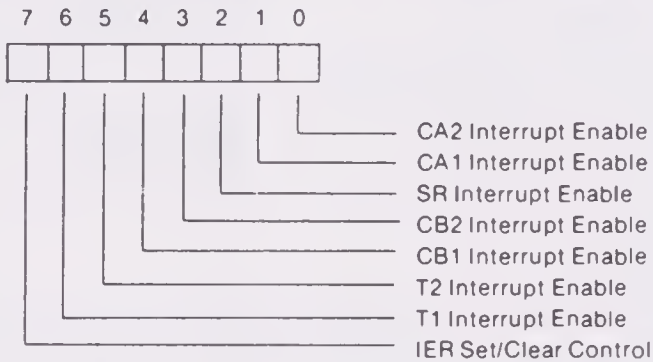 7 6 5 4 3 2 1 0
CA2 Interrupt Enable
CA1 Interrupt Enable
SR Interrupt Enable
CB2 Interrupt Enable
CB1 Interrupt Enable
T2 Interrupt Enable
T1 Interrupt Enable
IER Set/Clear Control